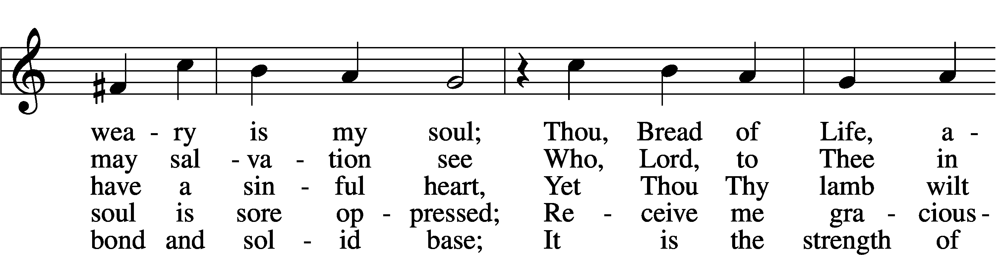 wea - ry is my soul; Thou, Bread of Life, a -
may sal - va - tion see Who, Lord, to Thee in
have a sin - ful heart, Yet Thou Thy lamb wilt
soul is sore op - pressed; Re - ceive me gra - cious -
bond and sol - id base; It is the strength of